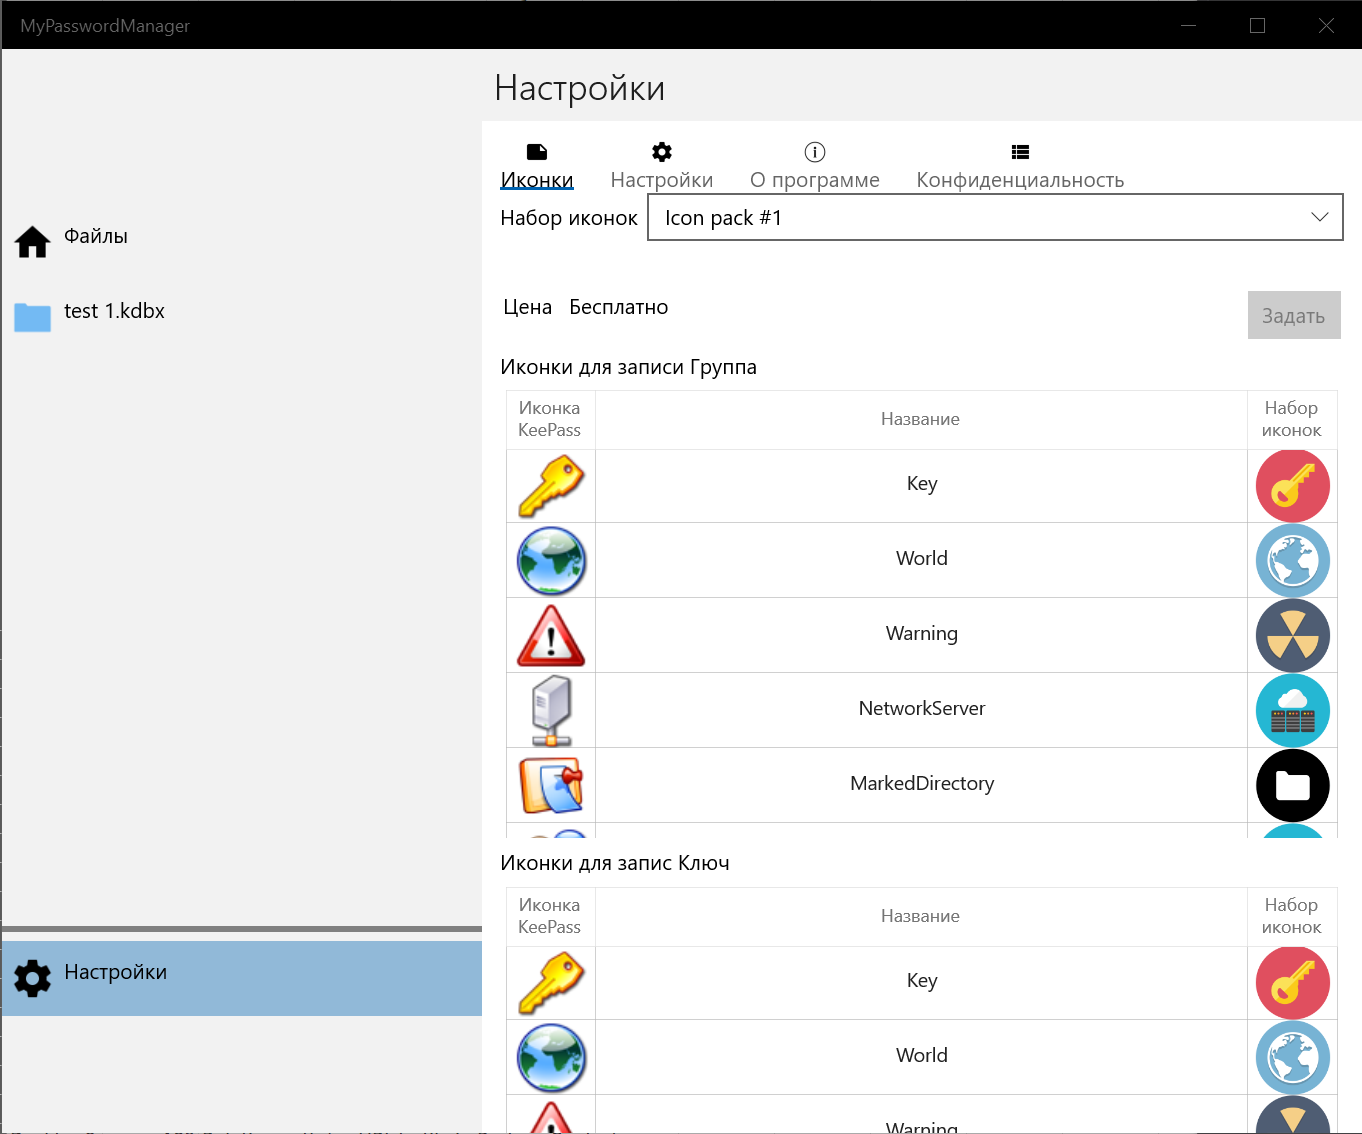 MyPasswordManager
Настройки
Иконки
Настройки
О программе
Конфиденциальность
Набор иконок
Icon pack #1
Файлы
test 1.kdbx
Цена Бесплатно
Задать
Иконки для записи Группа
Иконка
KeePass
Название
Набор
иконок
Key
World
Warning
NetworkServer
MarkedDirectory
Иконки для запис Ключ
Иконка
KeePass
Название
Набор
иконок
Key
World
Warning
Настройки